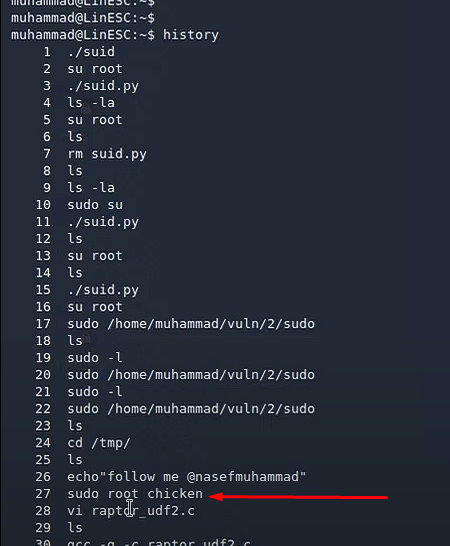 muhammad@LinESC:~$
muhammad@LinESC:~$
muhammad@LinESC:~$ history
1 ./suid
2 su root
3 ./suid.py
4 ls -la
5 su root
6 ls
7 rm suid.py
8 ls
9 ls -la
10 sudo su
11 ./suid.py
12 ls
13 su root
14 ls
15 ./suid.py
16 su root
17 sudo /home/muhammad/vuln/2/sudo
18 ls
19 sudo -l
20 sudo /home/muhammad/vuln/2/sudo
21 sudo -l
22 sudo /home/muhammad/vuln/2/sudo
23 ls
24 cd /tmp/
25 ls
26 echo"follow me @nasefmuhammad"
27 sudo root chicken
28 vi raptor_udf2.c
29 ls
30 gcc -g -c raptor_udf2.c